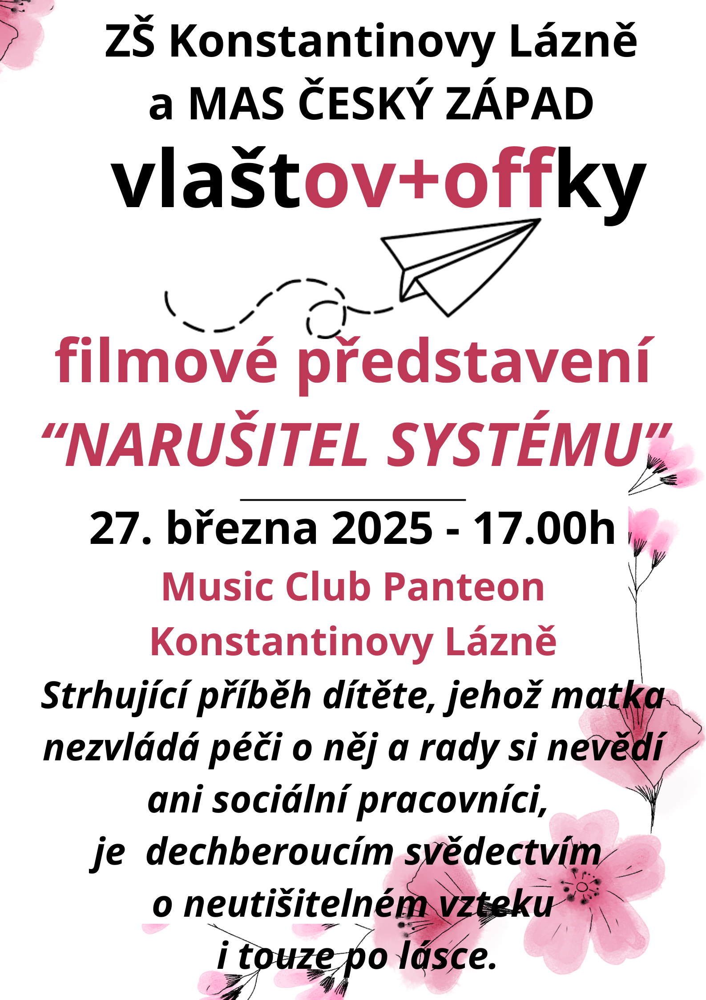 ZŠ Konstantinovy Lázně
a MAS ČESKÝ ZÁPAD
vlaštov+offky
filmové představení
“NARUŠITEL SYSTÉMU”
27. března 2025 - 17.00h
Music Club Panteon
Konstantinovy Lázně
Strhující příběh dítěte, jehož matka
nezvládá péči o něj a rady si nevědí
ani sociální pracovníci,
je  dechberoucím svědectvím
o neutišitelném vzteku
i touze po lásce.